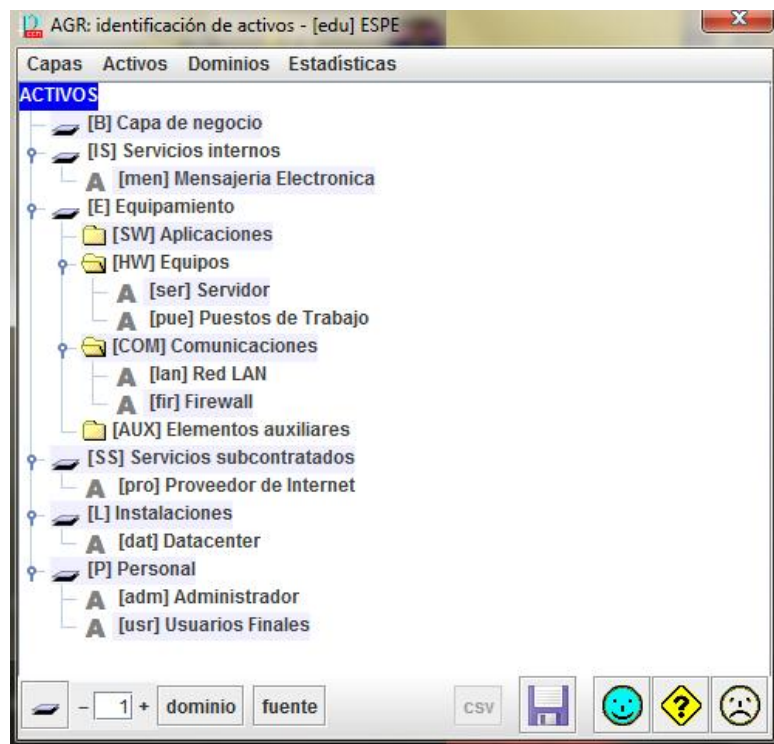 AGR: identificación de activos - [edu] ESPE
Capas Activos Dominios Estadísticas
ACTIVOS
[B] Capa de negocio
[IS] Servicios internos
A [men] Mensajeria Electronica
[E] Equipamiento
[SW] Aplicaciones
[HW] Equipos
A [ser] Servidor
A [pue] Puestos de Trabajo
[COM] Comunicaciones
A [lan] Red LAN
A [fir] Firewall
[AUX] Elementos auxiliares
[SS] Servicios subcontratados
A [pro] Proveedor de Internet
[L] Instalaciones
A [dat] Datacenter
[P] Personal
A [adm] Administrador
A [usr] Usuarios Finales
- 1 + dominio fuente csv ?